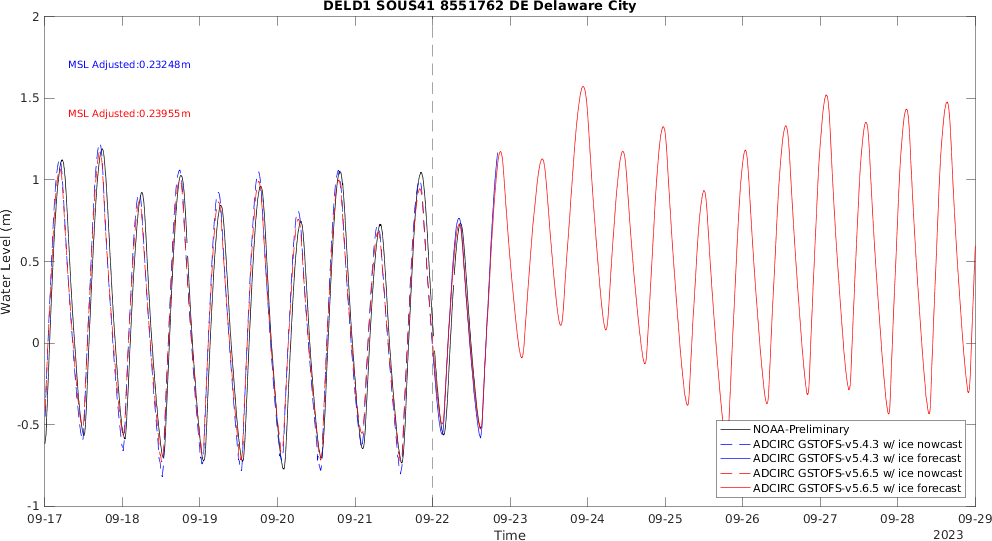 DELD1 SOUS41 8551762 DE Delaware City
2
1.5
1
0.5
0
-0.5
-1
Water Level (m)
MSL Adjusted:0.23248m
MSL Adjusted:0.23955m
NOAA-Preliminary
ADCIRC GSTOFS-v5.4.3 w/ ice nowcast
ADCIRC GSTOFS-v5.4.3 w/ ice forecast
ADCIRC GSTOFS-v5.6.5 w/ ice nowcast
ADCIRC GSTOFS-v5.6.5 w/ ice forecast
09-17 09-18 09-19 09-20 09-21 09-22 09-23 09-24 09-25 09-26 09-27 09-28 09-29
Time
2023